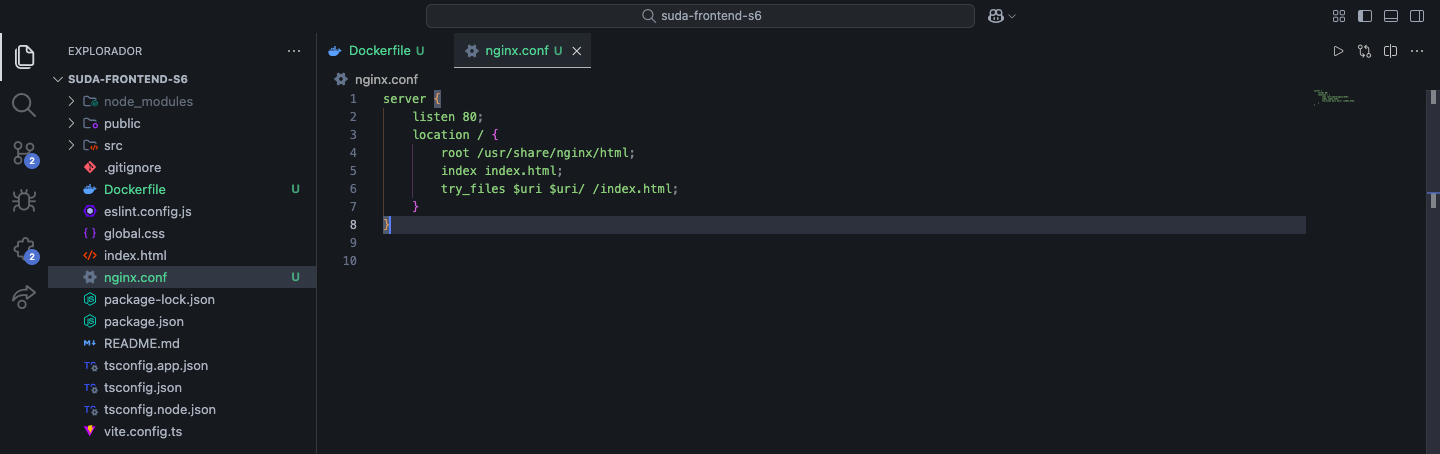 suda-frontend-s6
EXPLORADOR
SUDA-FRONTEND-S6
node_modules
public
src
.gitignore
Dockerfile U
eslint.config.js
global.css
index.html
nginx.conf U
package-lock.json
package.json
README.md
tsconfig.app.json
tsconfig.json
tsconfig.node.json
vite.config.ts
2
2
Dockerfile U
nginx.conf U
nginx.conf
1 server {
2 listen 80;
3 location / {
4 root /usr/share/nginx/html;
5 index index.html;
6 try_files $uri $uri/ /index.html;
7 }
8 }
9
10